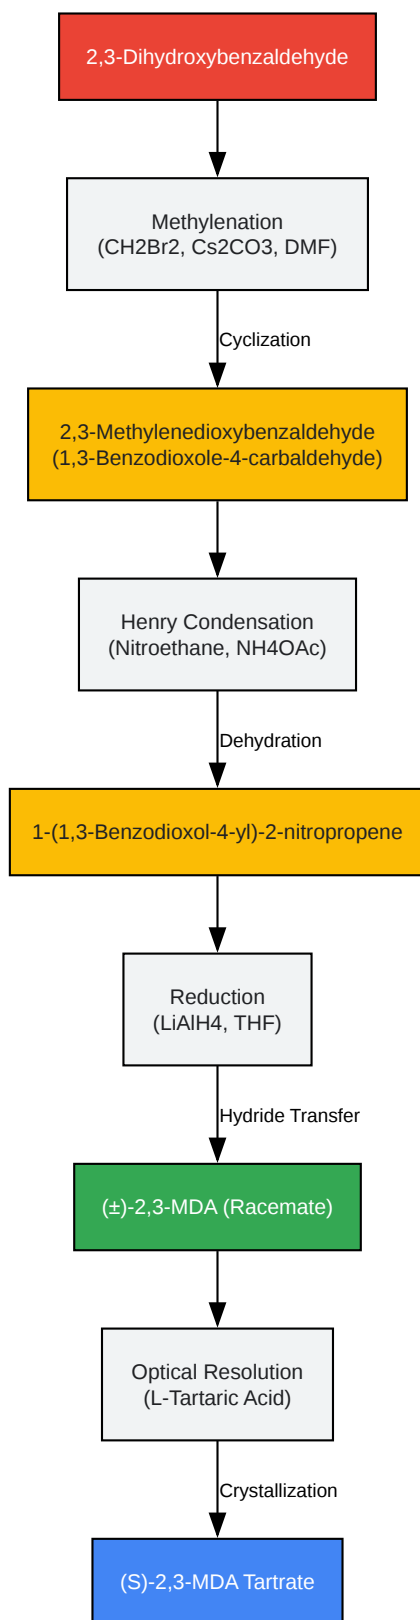 2,3-Dihydroxybenzaldehyde
Methylenation
(CH2Br2, Cs2CO3, DMF)
Cyclization
2,3-Methylenedioxybenzaldehyde
(1,3-Benzodioxole-4-carbaldehyde)
Henry Condensation
(Nitroethane, NH4OAc)
Dehydration
1-(1,3-Benzodioxol-4-yl)-2-nitropropene
Reduction
(LiAlH4, THF)
Hydride Transfer
(±)-2,3-MDA (Racemate)
Optical Resolution
(L-Tartaric Acid)
Crystallization
(S)-2,3-MDA Tartrate